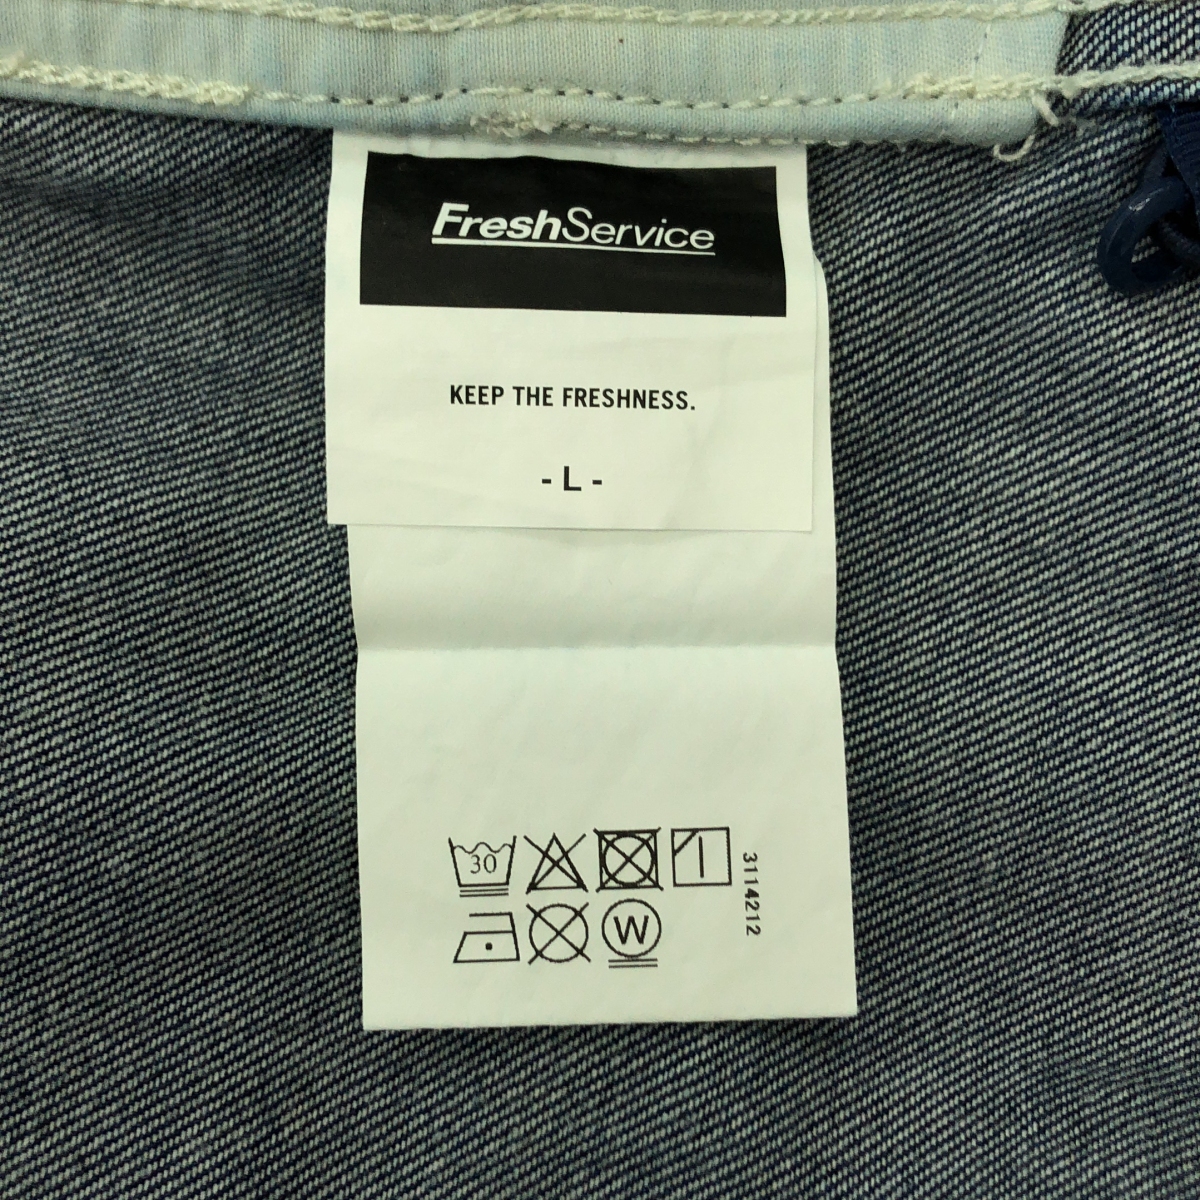 FreshService
KEEP THE FRESHNESS.
- L -
30
W
3114212